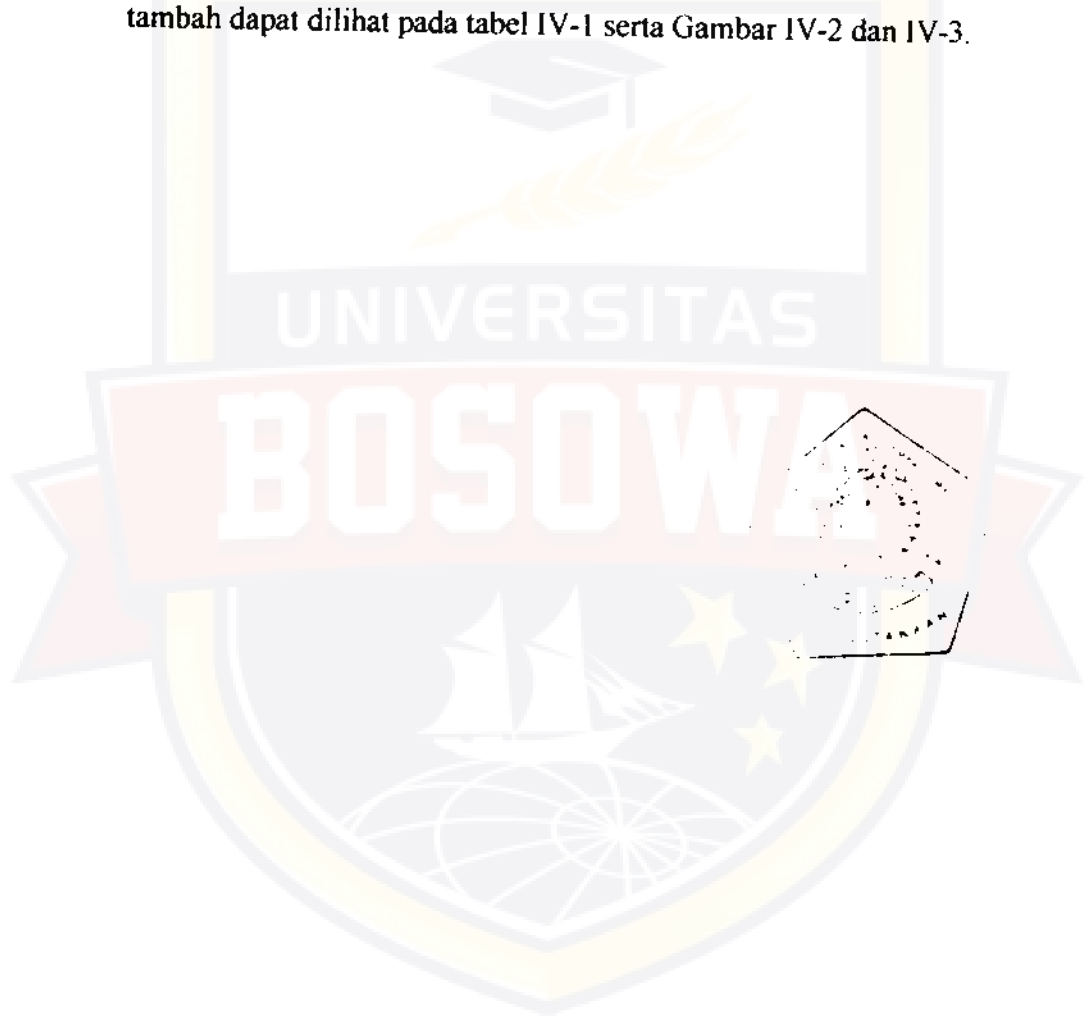 tambah dapat dilihat pada tabel IV-1 serta Gambar IV-2 dan IV-3.
UNIVERSITAS
BOSOWA